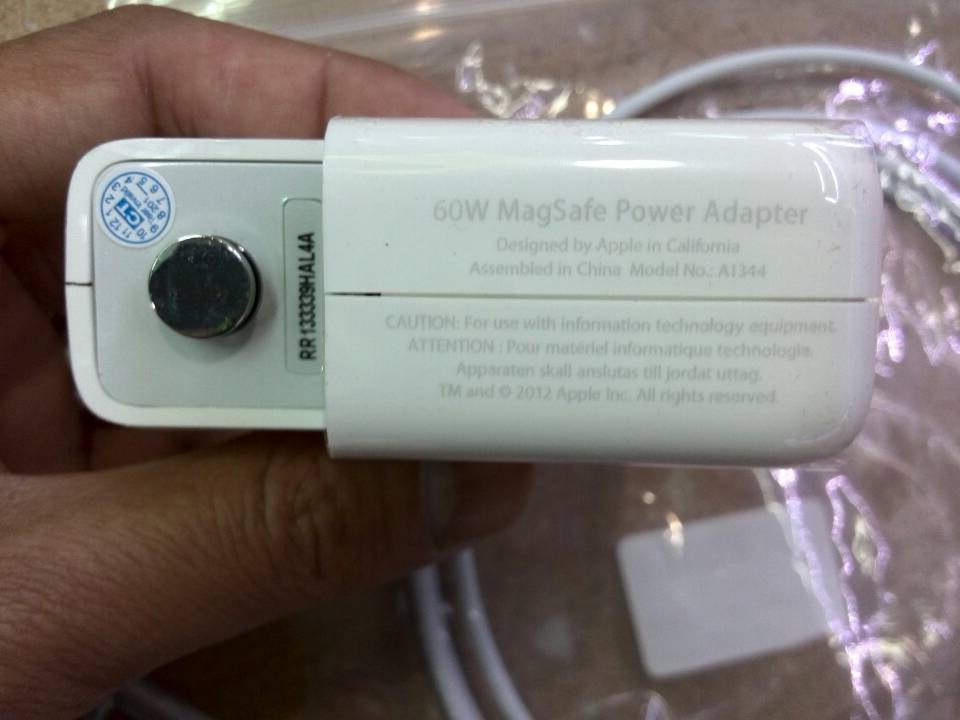 60W MagSafe Power Adapter
Designed by Apple in California
Assembled in China Model No.: A1344
CAUTION: For use with information technology equipment.
ATTENTION : Pour matériel informatique technologie.
Apparaten skall anslutas till jordat uttag.
TM and © 2012 Apple Inc. All rights reserved.
RR133339HAL4A